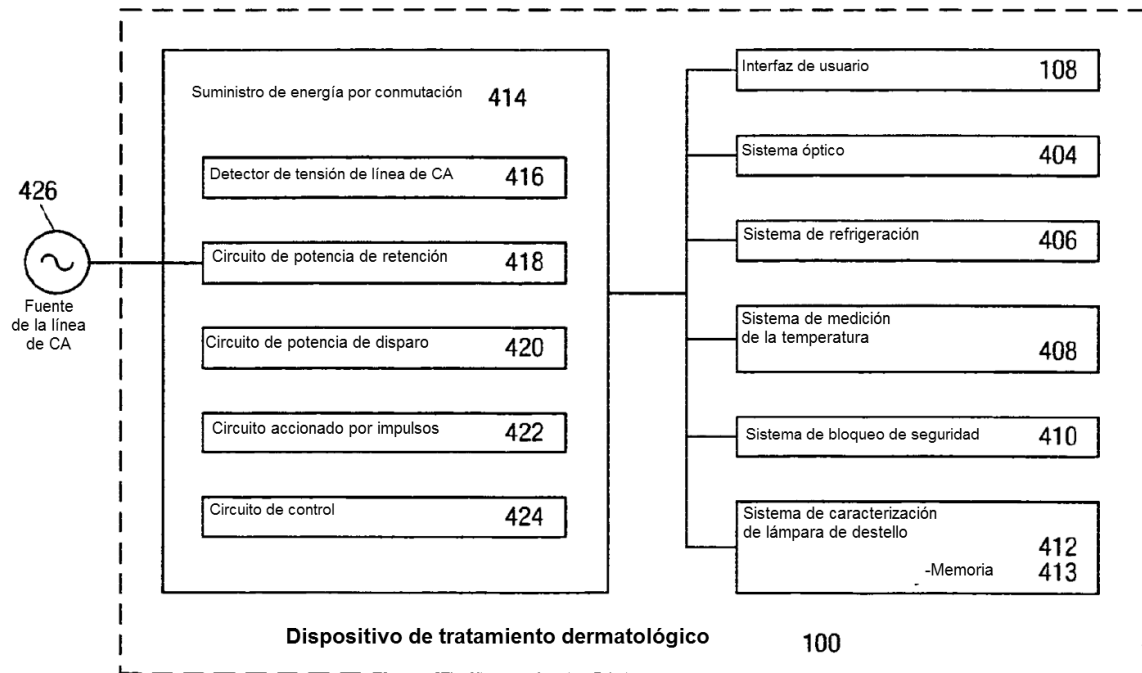 Suministro de energía por conmutación 414
Detector de tensión de línea de CA 416
426
Circuito de potencia de retención 418
Fuente
de la línea
de CA
Circuito de potencia de disparo 420
Circuito accionado por impulsos 422
Circuito de control 424
Interfaz de usuario 108
Sistema óptico 404
Sistema de refrigeración 406
Sistema de medición
de la temperatura
408
Sistema de bloqueo de seguridad 410
Sistema de caracterización
de lámpara de destello
412
-Memoria 413
Dispositivo de tratamiento dermatológico 100